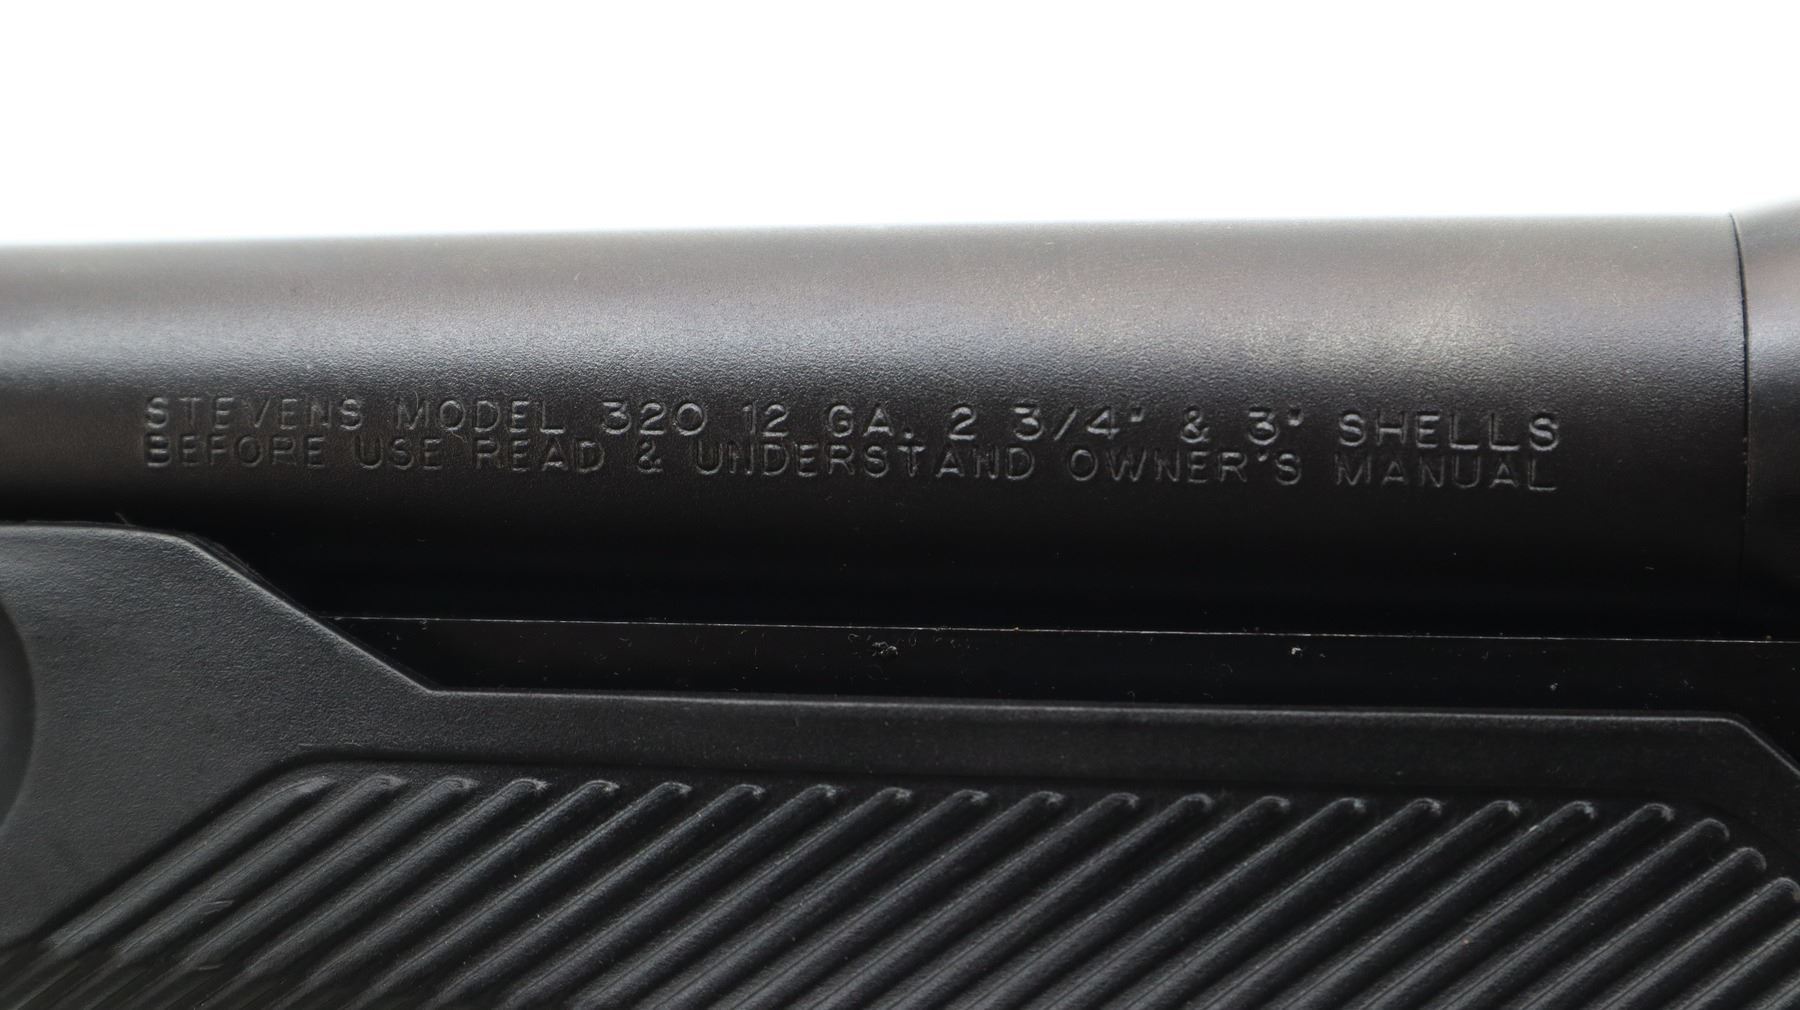 STEVENS MODEL 320 12 GA. 2 3/4" & 3" SHELLS
BEFORE USE READ & UNDERSTAND OWNER'S MANUAL